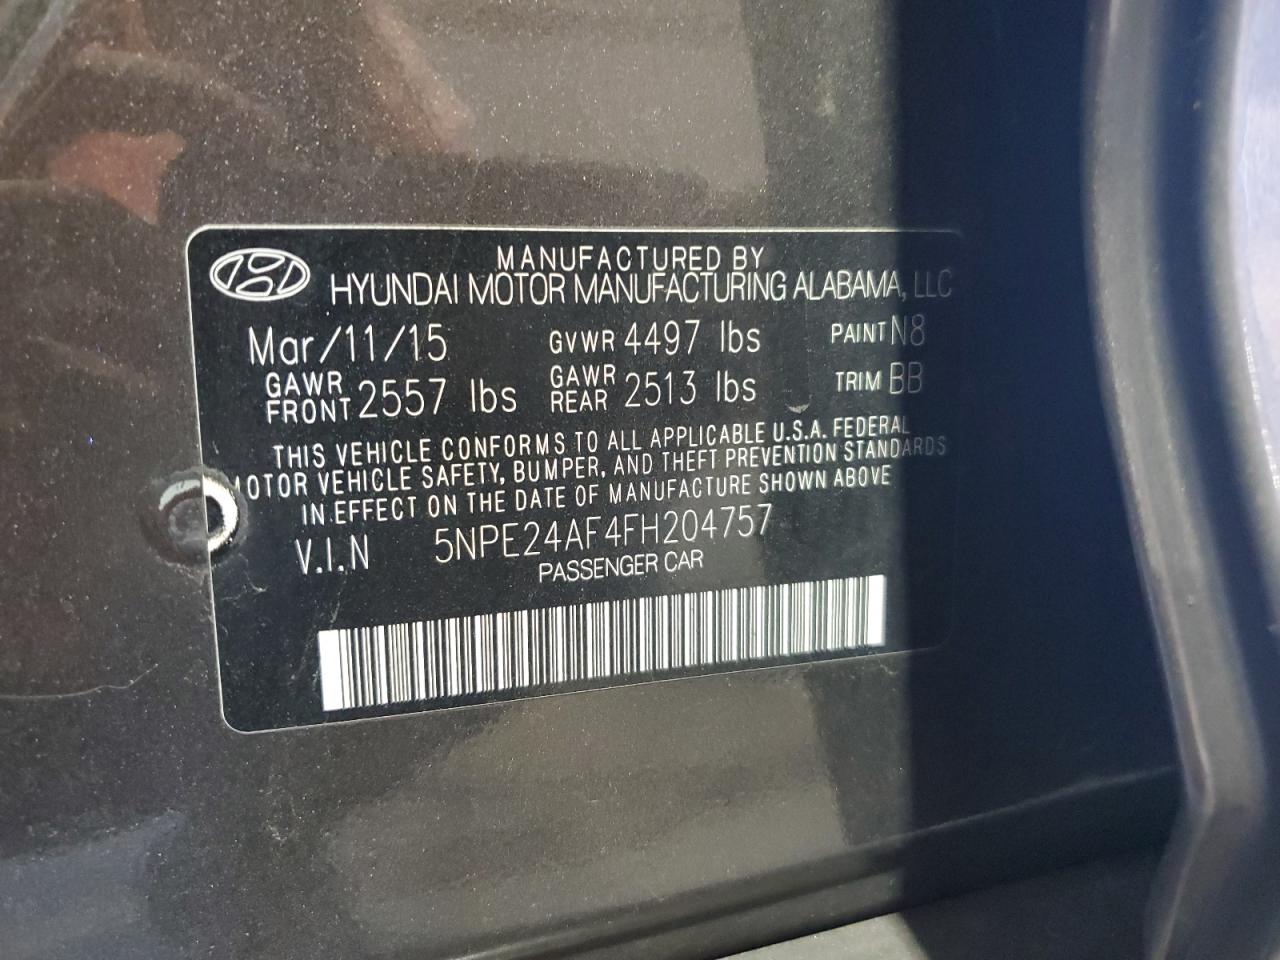 MANUFACTURED BY
HYUNDAI MOTOR MANUFACTURING ALABAMA, LLC
Mar/11/15 GVWR 4497 lbs PAINT N8
GAWR FRONT 2557 lbs GAWR REAR 2513 lbs TRIM BB
THIS VEHICLE CONFORMS TO ALL APPLICABLE U.S.A. FEDERAL
MOTOR VEHICLE SAFETY, BUMPER, AND THEFT PREVENTION STANDARDS
IN EFFECT ON THE DATE OF MANUFACTURE SHOWN ABOVE
V.I.N 5NPE24AF4FH204757
PASSENGER CAR